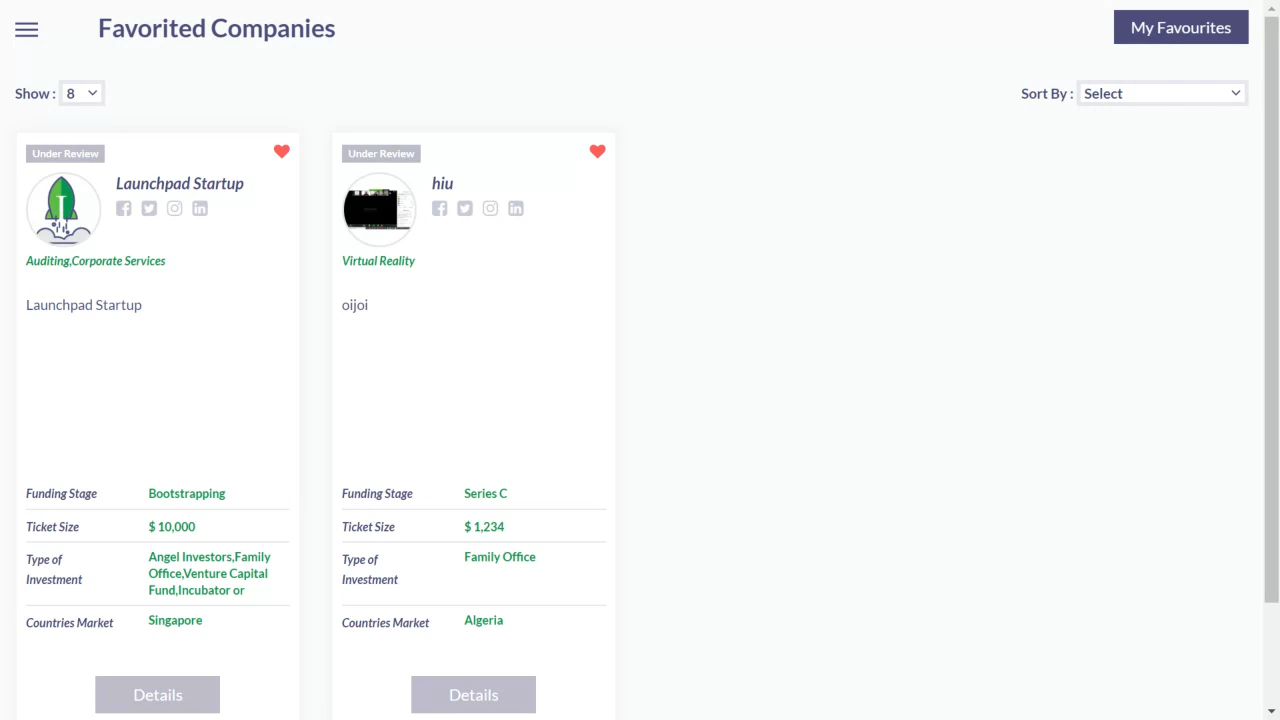 Favorited Companies
My Favourites
Show : 8
Sort By : Select
Under Review
Launchpad Startup
Auditing,Corporate Services
Launchpad Startup
Funding Stage Bootstrapping
Ticket Size $ 10,000
Type of Investment
Angel Investors,Family
Office,Venture Capital
Fund,Incubator or
Countries Market Singapore
Details
Under Review
hiu
Virtual Reality
oijoi
Funding Stage Series C
Ticket Size $ 1,234
Type of Investment
Family Office
Countries Market Algeria
Details